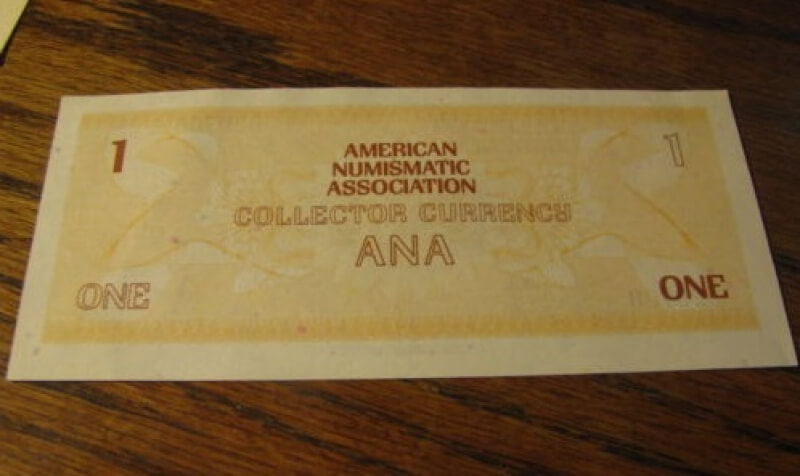 1
1
AMERICAN
NUMISMATIC
ASSOCIATION
COLLECTOR CURRENCY
ANA
ONE
ONE